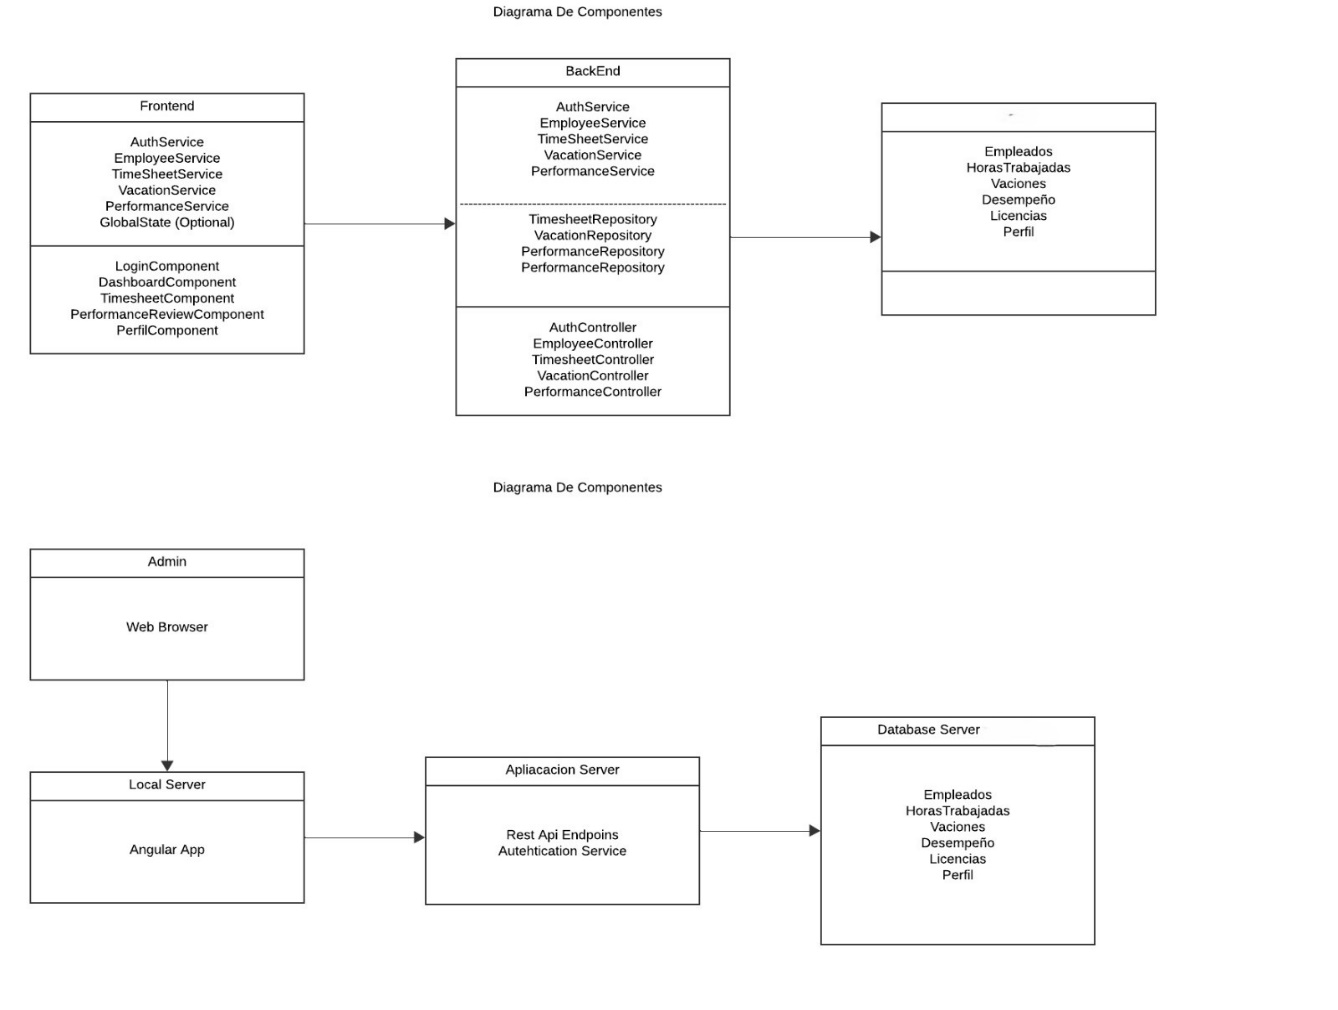 Diagrama De Componentes
Frontend
AuthService
EmployeeService
TimeSheetService
VacationService
PerformanceService
GlobalState (Optional)
LoginComponent
DashboardComponent
TimesheetComponent
PerformanceReviewComponent
PerfilComponent
BackEnd
AuthService
EmployeeService
TimeSheetService
VacationService
PerformanceService
TimesheetRepository
VacationRepository
PerformanceRepository
PerformanceRepository
AuthController
EmployeeController
TimesheetController
VacationController
PerformanceController
Empleados
HorasTrabajadas
Vaciones
Desempeño
Licencias
Perfil
Diagrama De Componentes
Admin
Web Browser
Local Server
Angular App
Apliacacion Server
Rest Api Endpoins
Autehtication Service
Database Server
Empleados
HorasTrabajadas
Vaciones
Desempeño
Licencias
Perfil